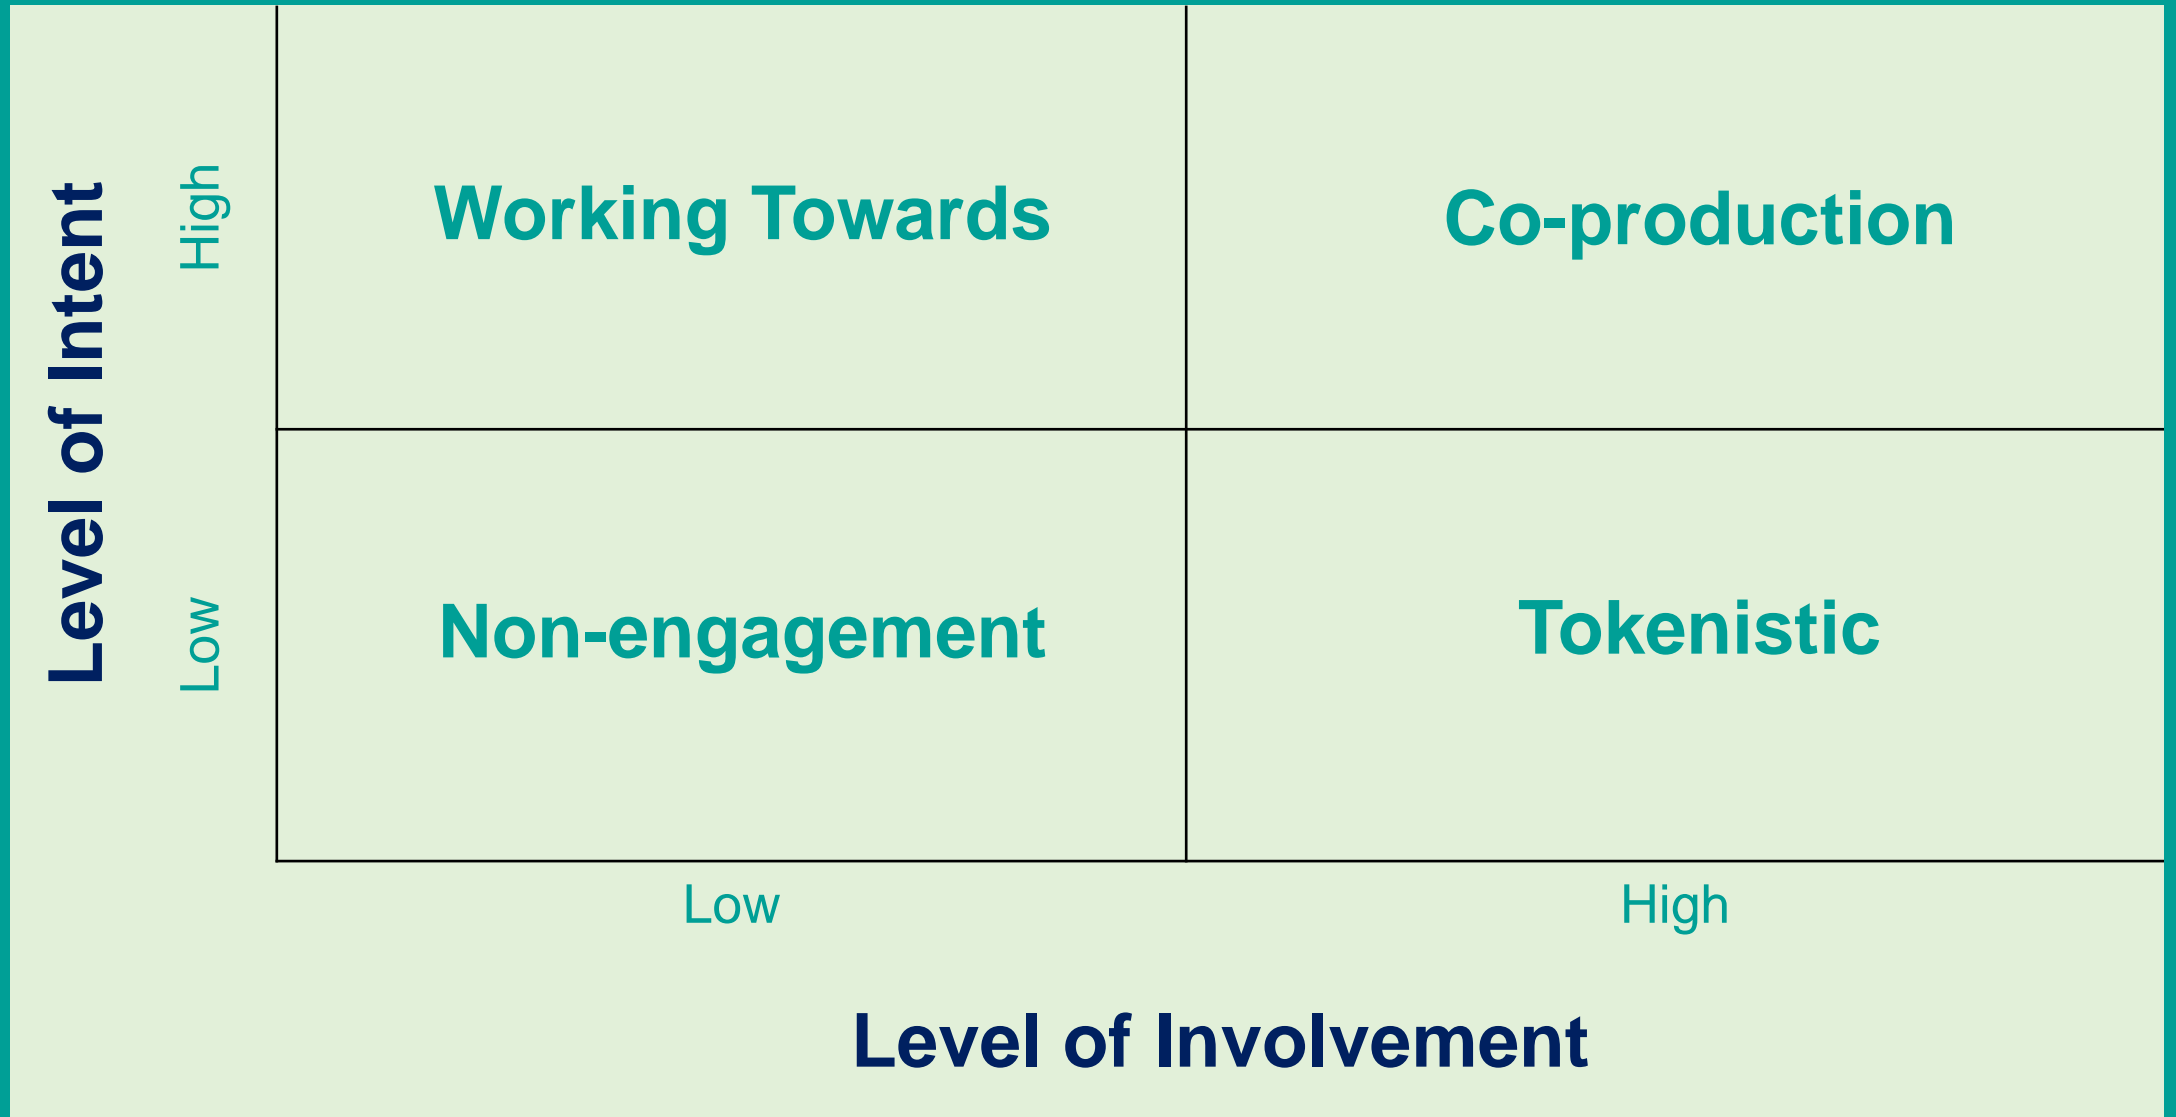 Level of Intent
High
Working Towards
Co-production
Low
Non-engagement
Tokenistic
Low
High
Level of Involvement